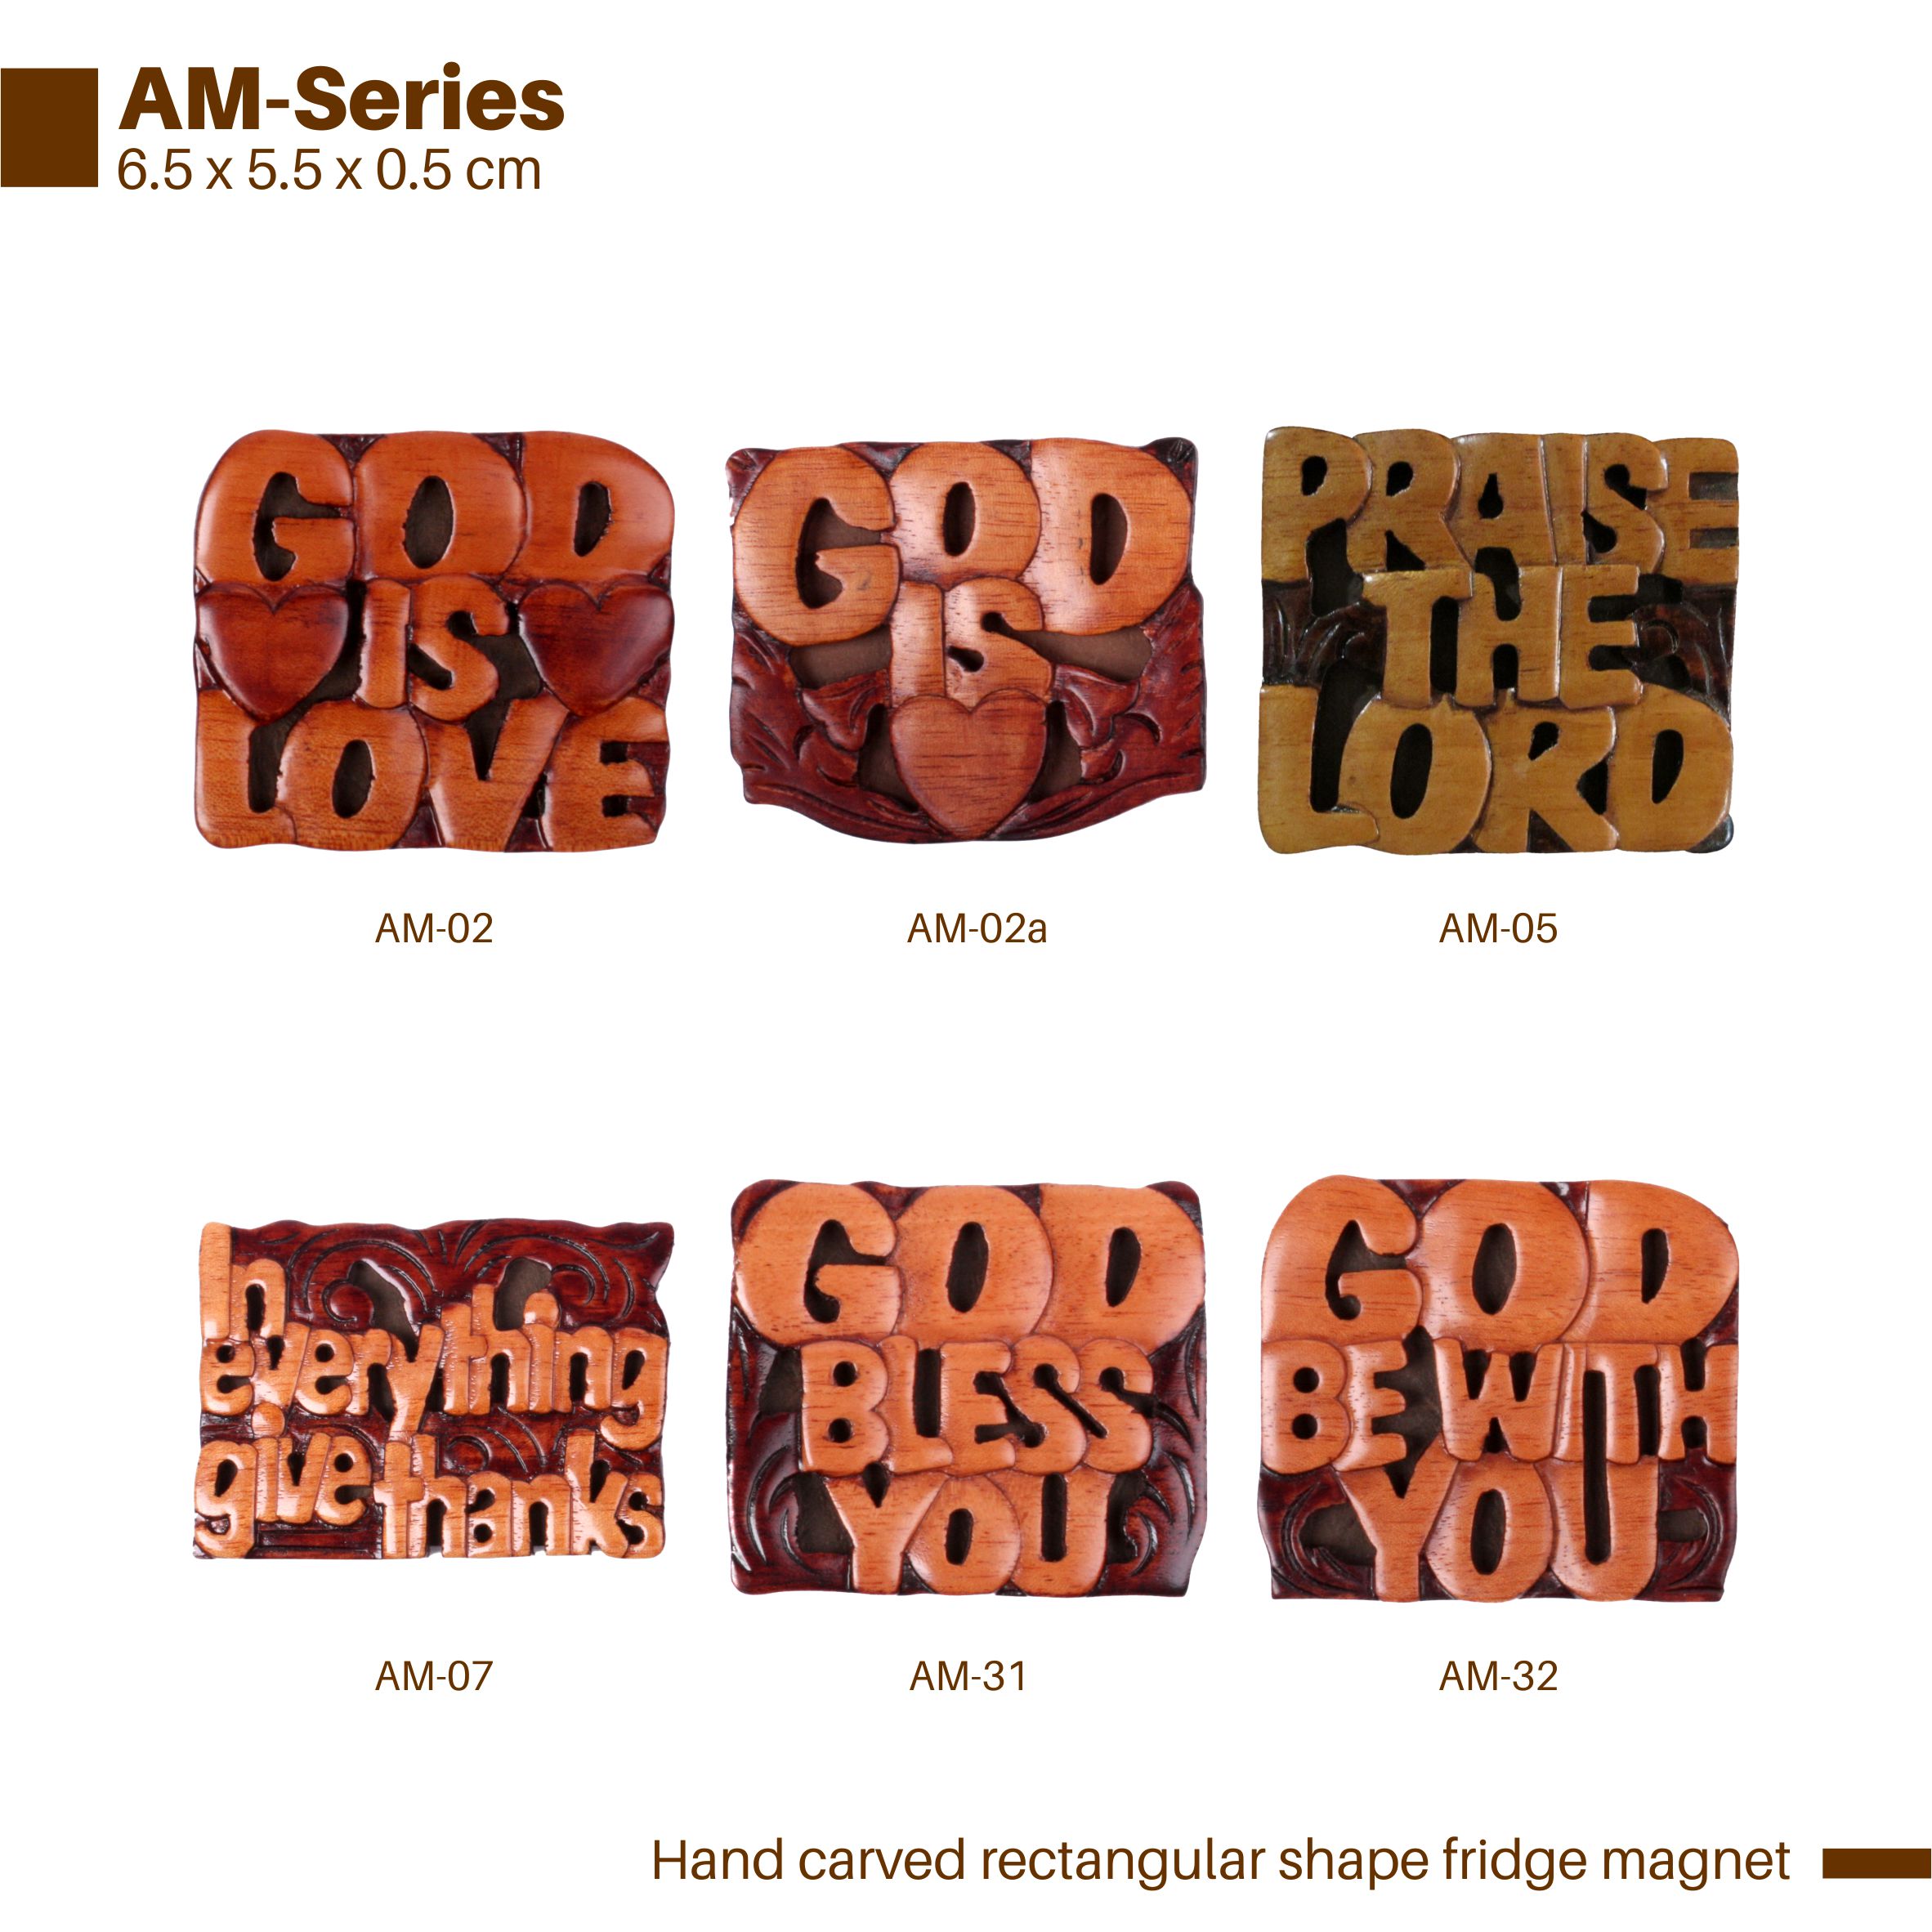 AM-Series
6.5 x 5.5 x 0.5 cm
GOD
IS
LOVE
AM-02
GOD
IS
AM-02a
PRAISE
THE
LORD
AM-05
In
everything
give thanks
AM-07
GOD
BLESS
YOU
AM-31
GOD
BE WITH
YOU
AM-32
Hand carved rectangular shape fridge magnet